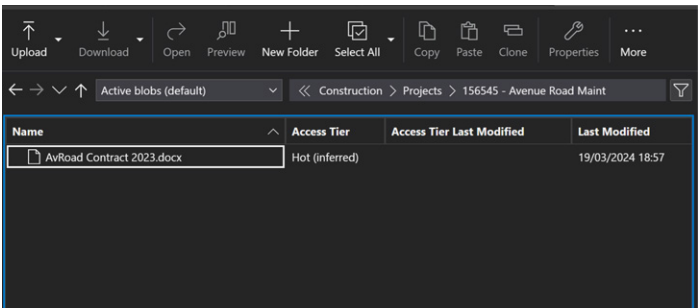 Upload Download Open Preview New Folder Select All Copy Paste Clone Properties More
Active blobs (default) Construction Projects 156545 - Avenue Road Maint
Name Access Tier Access Tier Last Modified Last Modified
AvRoad Contract 2023.docx Hot (inferred) 19/03/2024 18:57